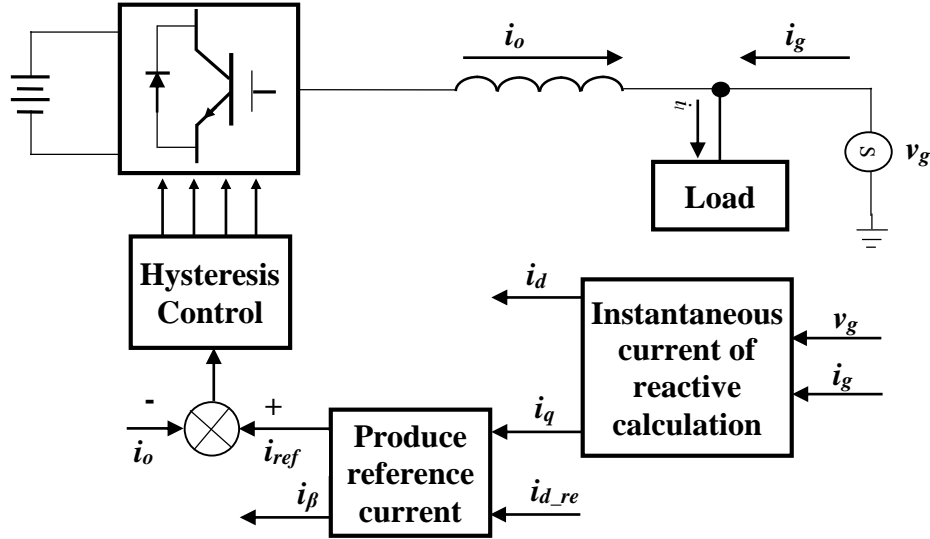 i_o
i_g
i_l
v_g
S
Load
Hysteresis
Control
i_d
Instantaneous
current of
reactive
calculation
v_g
i_g
-
+
i_o
i_ref
i_q
Produce
reference
current
i_β
i_d_re